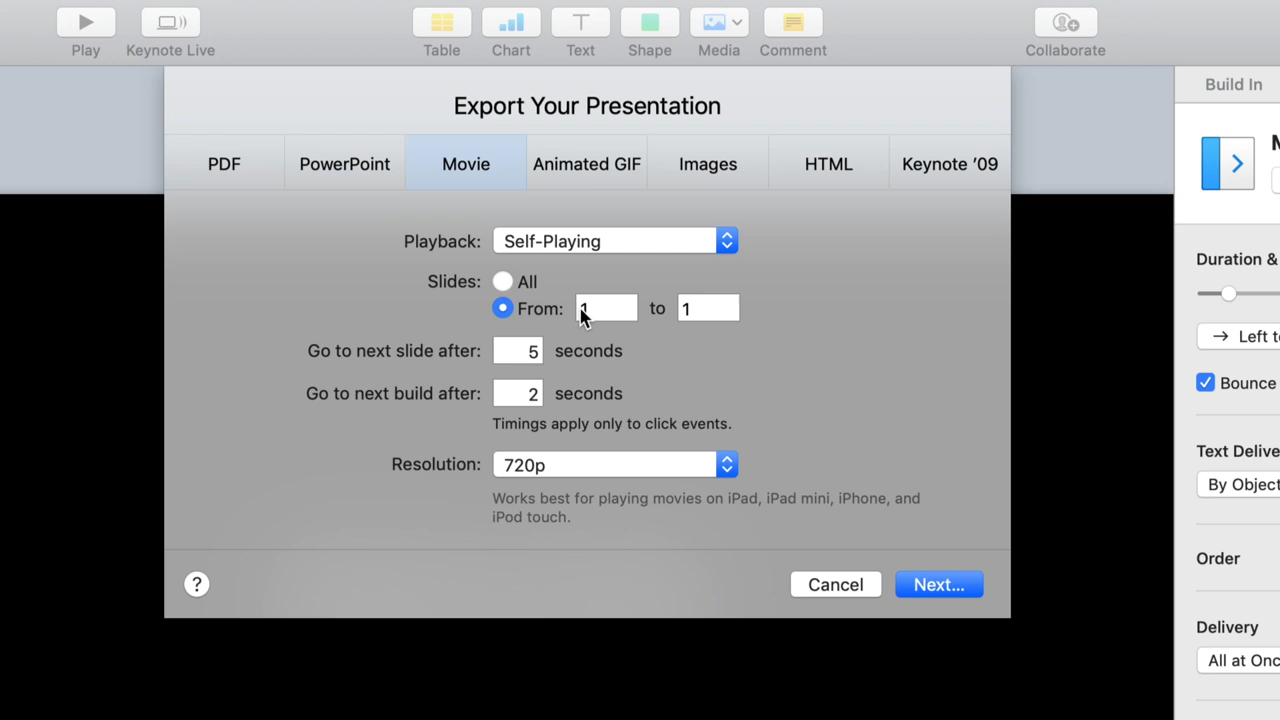 Play
Keynote Live
Table
Chart
Text
Shape
Media
Comment
Collaborate
Export Your Presentation
Build In
PDF
PowerPoint
Movie
Animated GIF
Images
HTML
Keynote '09
Playback: Self-Playing
Slides: All
From: 1 to 1
Go to next slide after: 5 seconds
Go to next build after: 2 seconds
Timings apply only to click events.
Resolution: 720p
Works best for playing movies on iPad, iPad mini, iPhone, and
iPod touch.
?
Cancel
Next...
Duration &
Left
Bounce
Text
By Object
Order
Delivery
All at